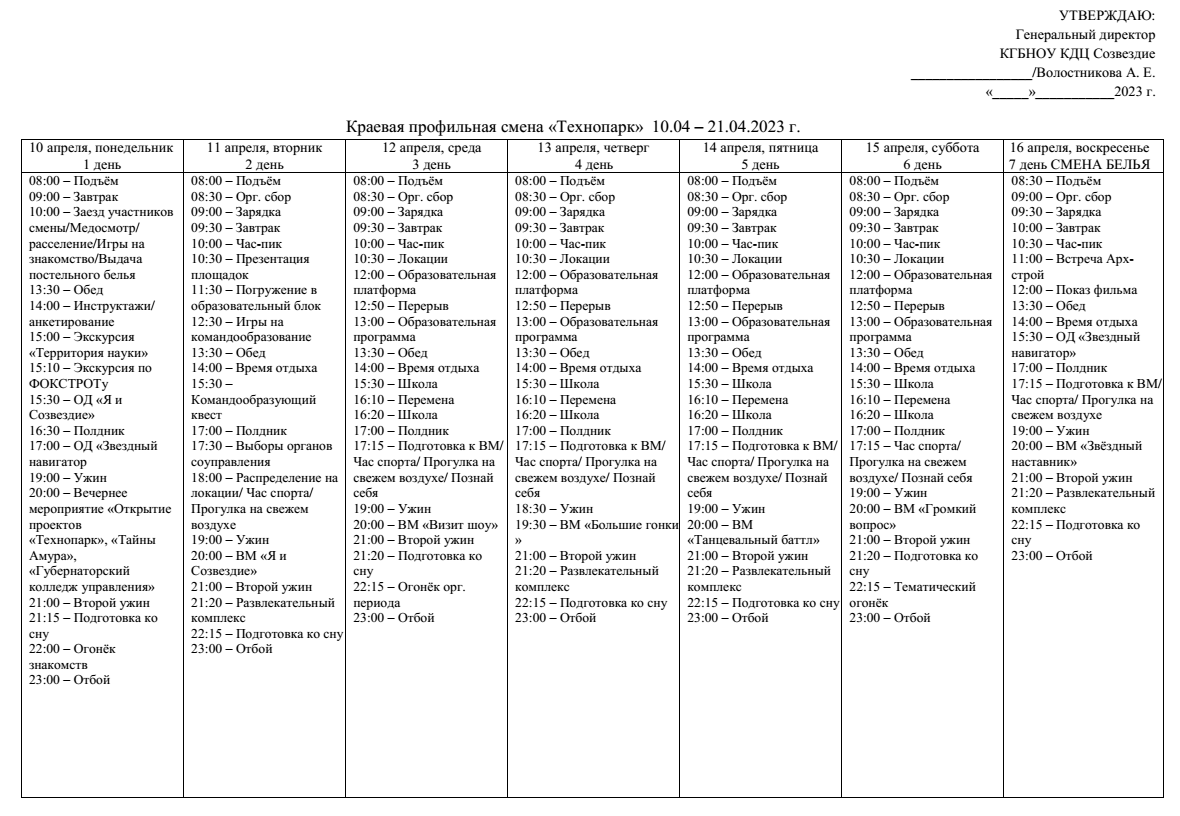 УТВЕРЖДАЮ:
Генеральный директор
КГБНОУ КДЦ Созвездие
_________________/Волостникова А. Е.
«_____»___________2023 г.
Краевая профильная смена «Технопарк» 10.04 – 21.04.2023 г.
10 апреля, понедельник
1 день
08:00 – Подъём
09:00 – Завтрак
10:00 – Заезд участников
смены/Медосмотр/
расселение/Игры на
знакомство/Выдача
постельного белья
13:30 – Обед
14:00 – Инструктажи/
анкетирование
15:00 – Экскурсия
«Территория науки»
15:10 – Экскурсия по
ФОКСТРОТу
15:30 – ОД «Я и
Созвездие»
16:30 – Полдник
17:00 – ОД «Звездный
навигатор
19:00 – Ужин
20:00 – Вечернее
мероприятие «Открытие
проектов
«Технопарк», «Тайны
Амура»,
«Губернаторский
колледж управления»
21:00 – Второй ужин
21:15 – Подготовка ко
сну
22:00 – Огонёк
знакомств
23:00 – Отбой
11 апреля, вторник
2 день
08:00 – Подъём
08:30 – Орг. сбор
09:00 – Зарядка
09:30 – Завтрак
10:00 – Час-пик
10:30 – Презентация
площадок
11:30 – Погружение в
образовательный блок
12:30 – Игры на
командообразование
13:30 – Обед
14:00 – Время отдыха
15:30 –
Командообразующий
квест
17:00 – Полдник
17:30 – Выборы органов
соуправления
18:00 – Распределение на
локации/ Час спорта/
Прогулка на свежем
воздухе
19:00 – Ужин
20:00 – ВМ «Я и
Созвездие»
21:00 – Второй ужин
21:20 – Развлекательный
комплекс
22:15 – Подготовка ко сну
23:00 – Отбой
12 апреля, среда
3 день
08:00 – Подъём
08:30 – Орг. сбор
09:00 – Зарядка
09:30 – Завтрак
10:00 – Час-пик
10:30 – Локации
12:00 – Образовательная
платформа
12:50 – Перерыв
13:00 – Образовательная
программа
13:30 – Обед
14:00 – Время отдыха
15:30 – Школа
16:10 – Перемена
16:20 – Школа
17:00 – Полдник
17:15 – Подготовка к ВМ/
Час спорта/ Прогулка на
свежем воздухе/ Познай
себя
19:00 – Ужин
20:00 – ВМ «Визит шоу»
21:00 – Второй ужин
21:20 – Подготовка ко
сну
22:15 – Огонёк орг.
периода
23:00 – Отбой
13 апреля, четверг
4 день
08:00 – Подъём
08:30 – Орг. сбор
09:00 – Зарядка
09:30 – Завтрак
10:00 – Час-пик
10:30 – Локации
12:00 – Образовательная
платформа
12:50 – Перерыв
13:00 – Образовательная
программа
13:30 – Обед
14:00 – Время отдыха
15:30 – Школа
16:10 – Перемена
16:20 – Школа
17:00 – Полдник
17:15 – Подготовка к ВМ/
Час спорта/ Прогулка на
свежем воздухе/ Познай
себя
18:30 – Ужин
19:30 – ВМ «Большие гонки
»
21:00 – Второй ужин
21:20 – Развлекательный
комплекс
22:15 – Подготовка ко сну
23:00 – Отбой
14 апреля, пятница
5 день
08:00 – Подъём
08:30 – Орг. сбор
09:00 – Зарядка
09:30 – Завтрак
10:00 – Час-пик
10:30 – Локации
12:00 – Образовательная
платформа
12:50 – Перерыв
13:00 – Образовательная
программа
13:30 – Обед
14:00 – Время отдыха
15:30 – Школа
16:10 – Перемена
16:20 – Школа
17:00 – Полдник
17:15 – Подготовка к ВМ/
Час спорта/ Прогулка на
свежем воздухе/ Познай
себя
19:00 – Ужин
20:00 – ВМ
«Танцевальный баттл»
21:00 – Второй ужин
21:20 – Развлекательный
комплекс
22:15 – Подготовка ко сну
23:00 – Отбой
15 апреля, суббота
6 день
08:00 – Подъём
08:30 – Орг. сбор
09:00 – Зарядка
09:30 – Завтрак
10:00 – Час-пик
10:30 – Локации
12:00 – Образовательная
платформа
12:50 – Перерыв
13:00 – Образовательная
программа
13:30 – Обед
14:00 – Время отдыха
15:30 – Школа
16:10 – Перемена
16:20 – Школа
17:00 – Полдник
17:15 – Час спорта/
Прогулка на свежем
воздухе/ Познай себя
19:00 – Ужин
20:00 – ВМ «Громкий
вопрос»
21:00 – Второй ужин
21:20 – Подготовка ко
сну
22:15 – Тематический
огонёк
23:00 – Отбой
16 апреля, воскресенье
7 день СМЕНА БЕЛЬЯ
08:30 – Подъём
09:00 – Орг. сбор
09:30 – Зарядка
10:00 – Завтрак
10:30 – Час-пик
11:00 – Встреча Арх-
строй
12:00 – Показ фильма
13:30 – Обед
14:00 – Время отдыха
15:30 – ОД «Звездный
навигатор»
17:00 – Полдник
17:15 – Подготовка к ВМ/
Час спорта/ Прогулка на
свежем воздухе
19:00 – Ужин
20:00 – ВМ «Звёздный
наставник»
21:00 – Второй ужин
21:20 – Развлекательный
комплекс
22:15 – Подготовка ко
сну
23:00 – Отбой